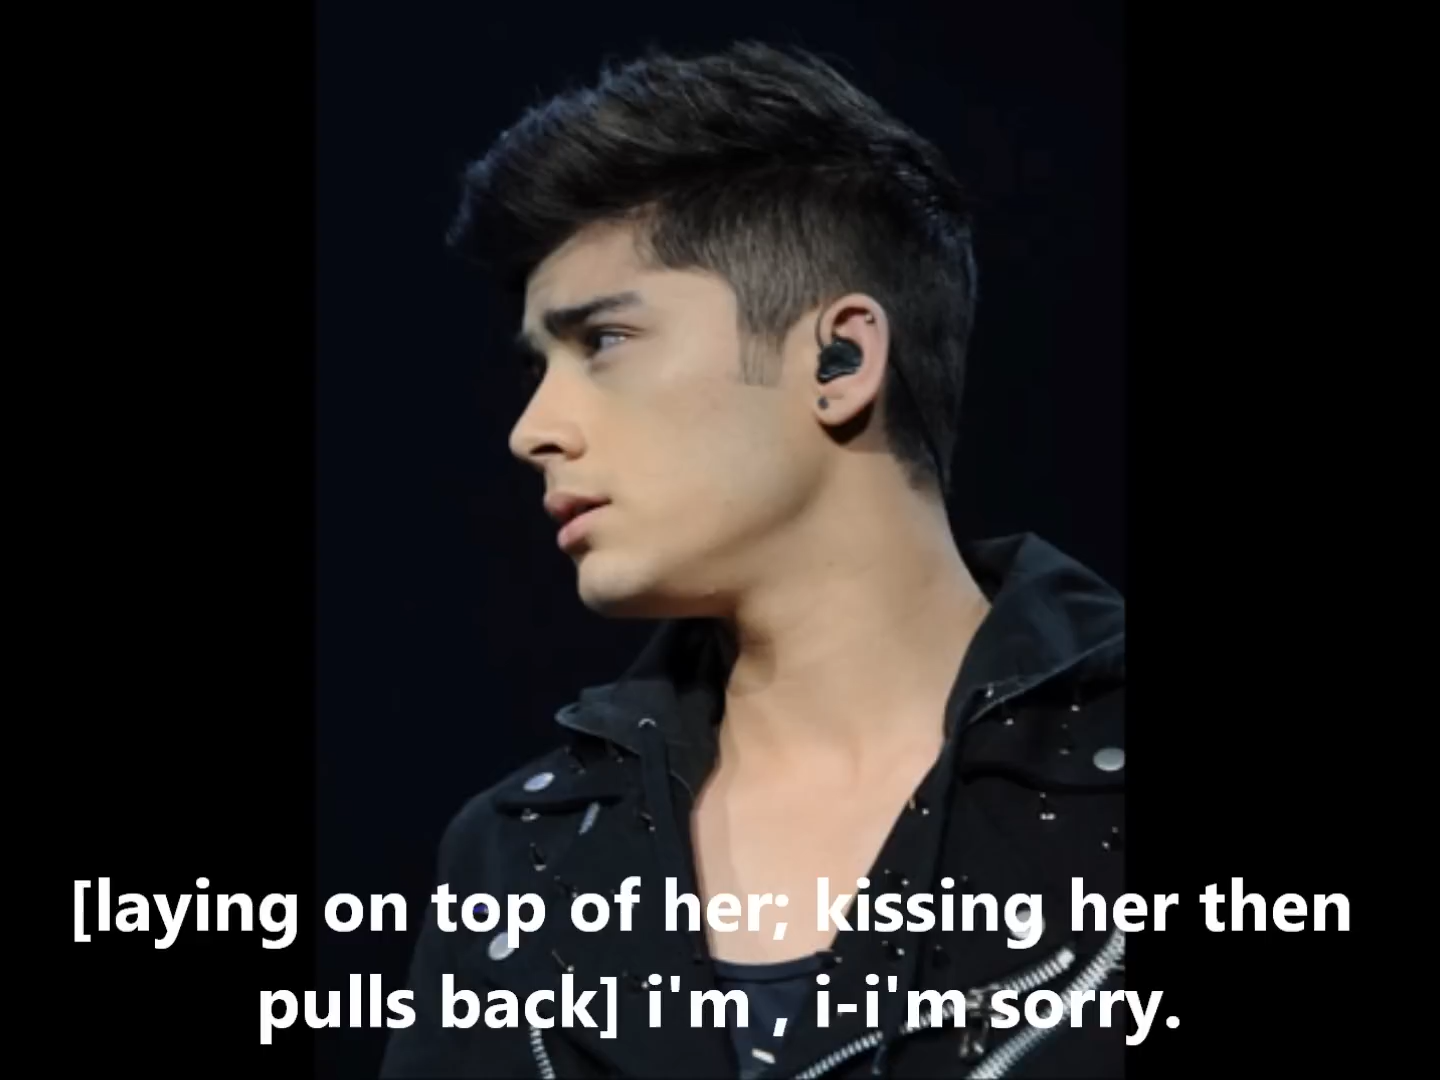 [laying on top of her; kissing her then
pulls back] i'm , i-i'm sorry.